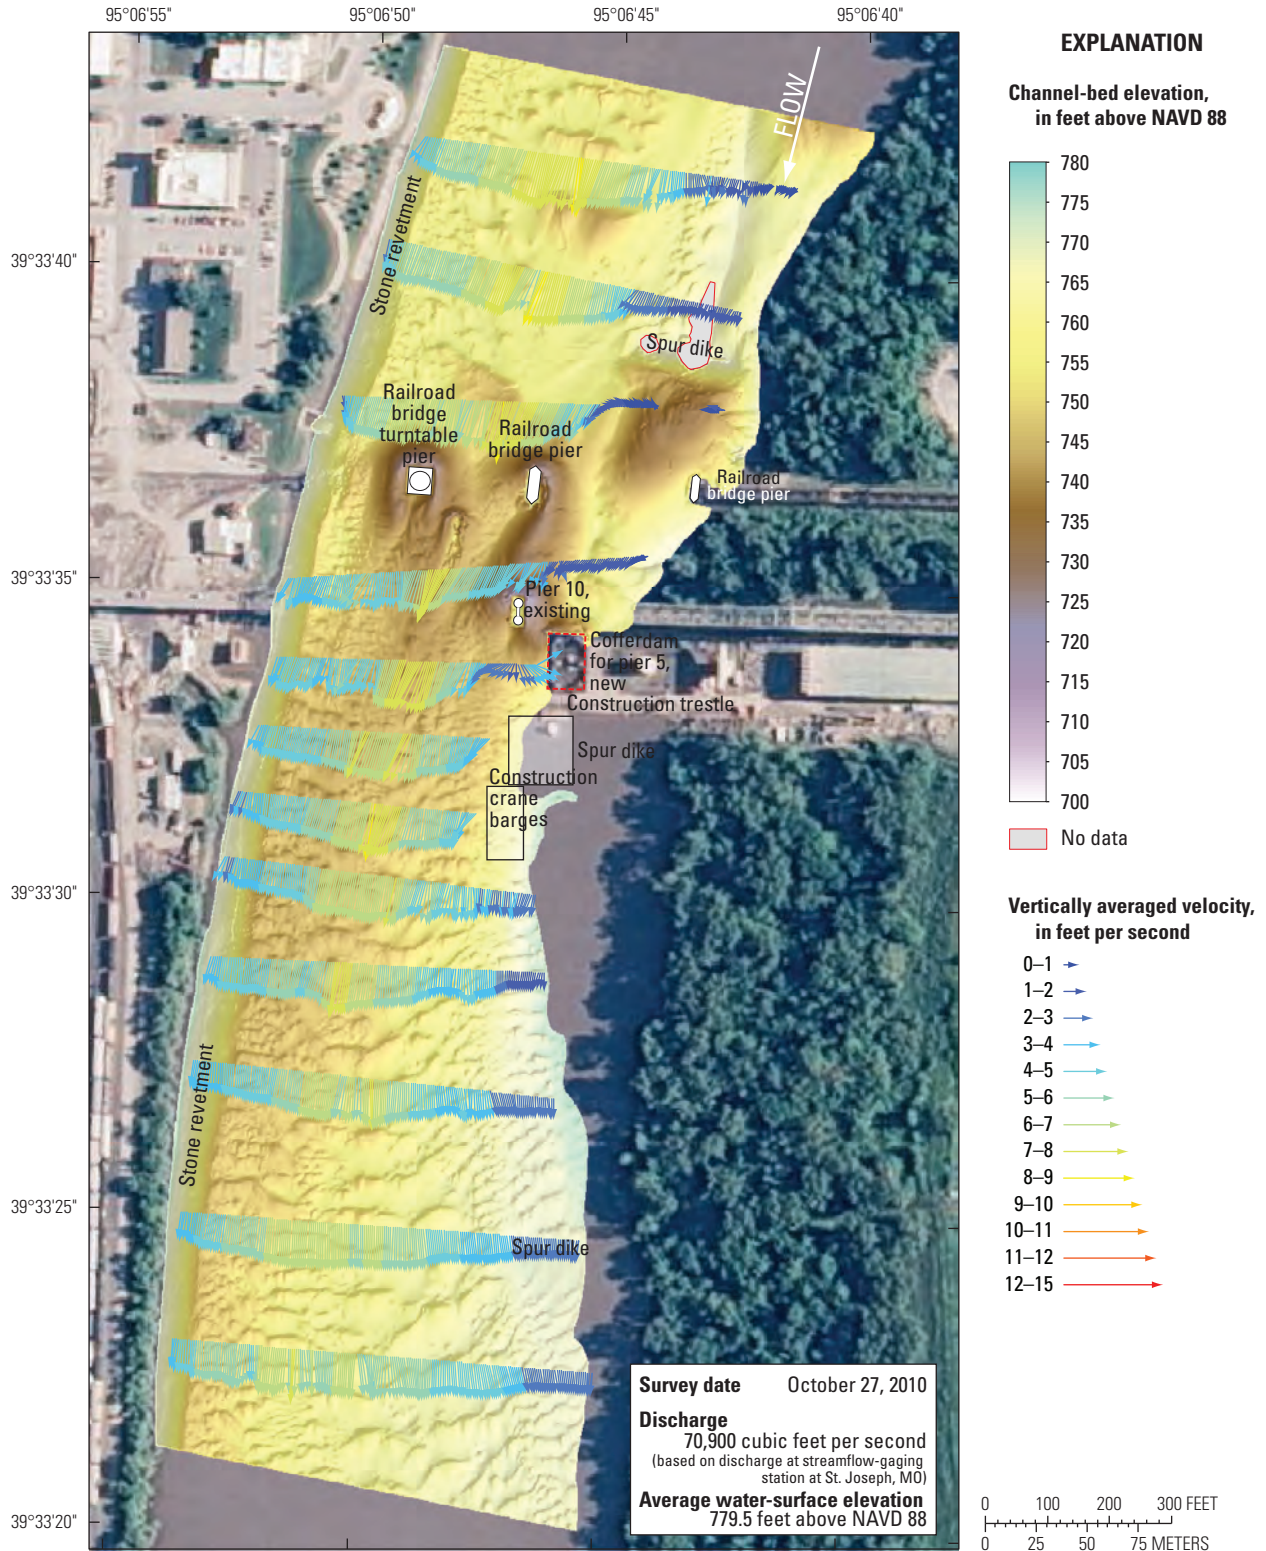 95°06'55"
95°06'50"
95°06'45"
95°06'40"
FLOW
Stone revetment
39°33'40"
Spur dike
Railroad
bridge
turntable
pier
Railroad
bridge pier
Railroad
bridge pier
39°33'35"
Pier 10,
existing
Cofferdam
for pier 5,
new
Construction trestle
Spur dike
Construction
crane
barges
39°33'30"
Stone revetment
39°33'25"
Spur dike
39°33'20"
Survey date October 27, 2010
Discharge
70,900 cubic feet per second
(based on discharge at streamflow-gaging
station at St. Joseph, MO)
Average water-surface elevation
779.5 feet above NAVD 88
EXPLANATION
Channel-bed elevation,
in feet above NAVD 88
780
775
770
765
760
755
750
745
740
735
730
725
720
715
710
705
700
No data
Vertically averaged velocity,
in feet per second
0–1
1–2
2–3
3–4
4–5
5–6
6–7
7–8
8–9
9–10
10–11
11–12
12–15
0 100 200 300 FEET
0 25 50 75 METERS